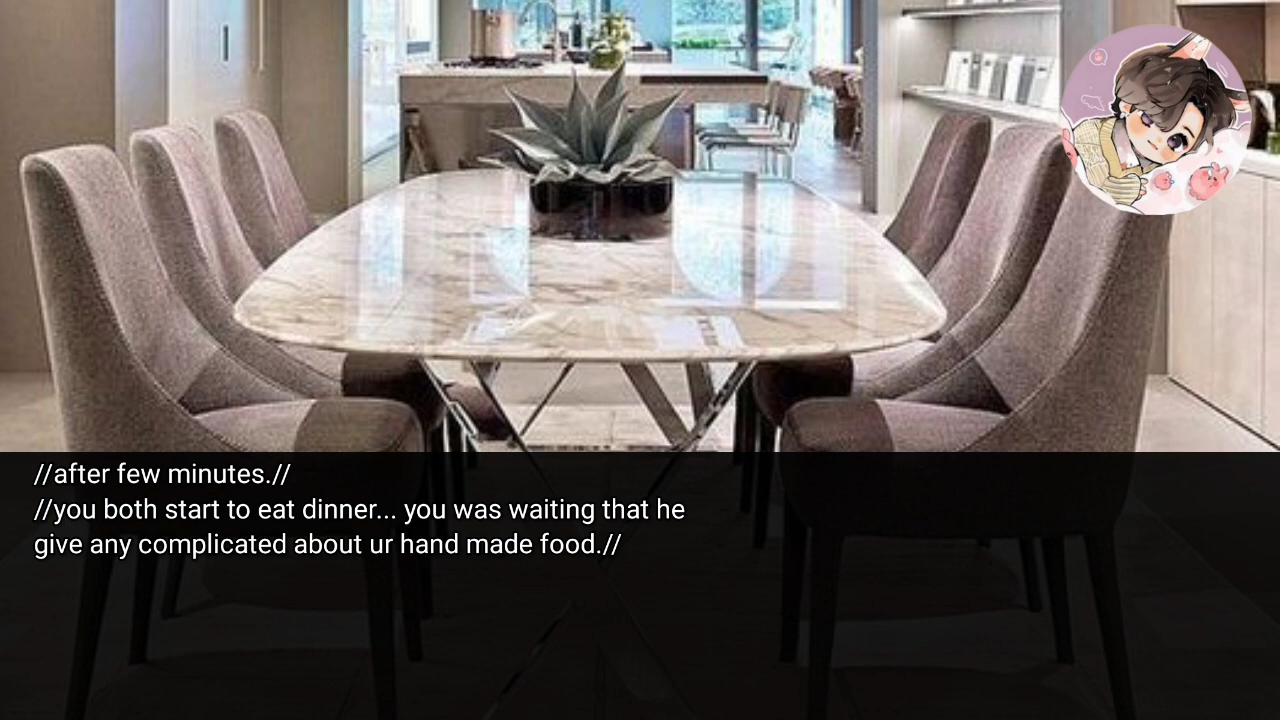 //after few minutes.//
//you both start to eat dinner... you was waiting that he
give any complicated about ur hand made food.//